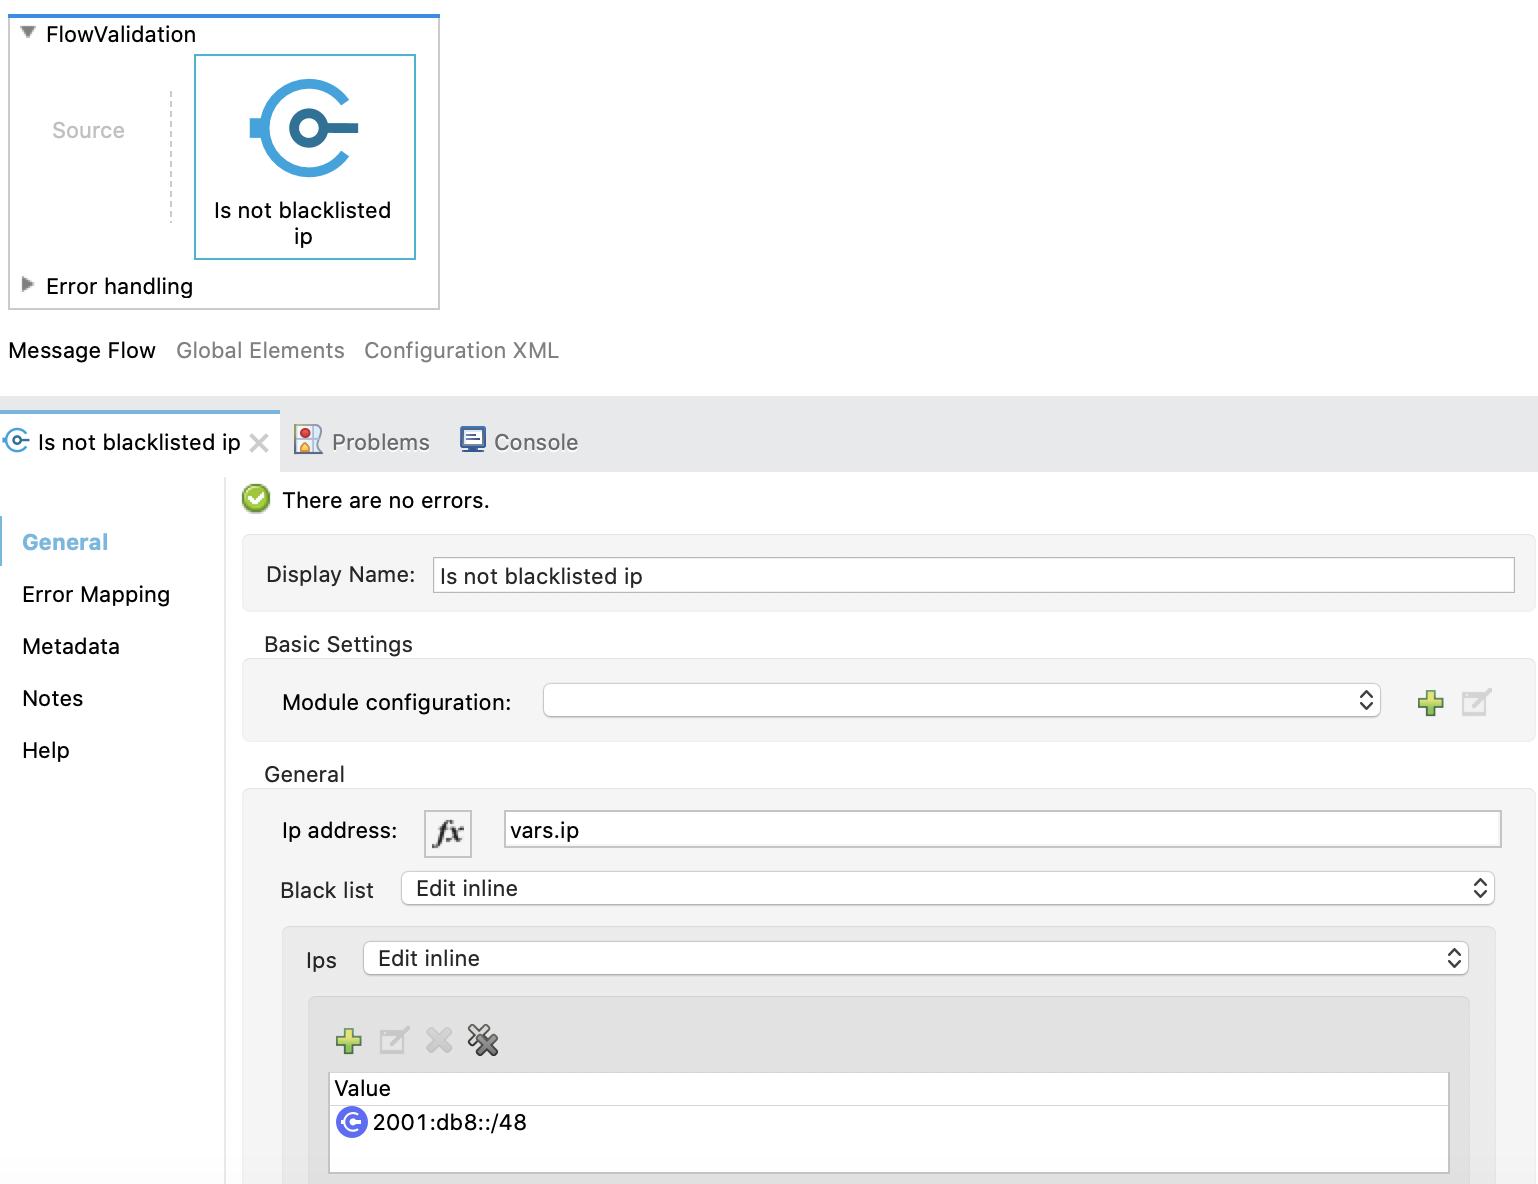 FlowValidation
Source
Is not blacklisted
ip
Error handling
Message Flow Global Elements Configuration XML
Is not blacklisted ip Problems Console
There are no errors.
General
Error Mapping
Metadata
Notes
Help
Display Name: Is not blacklisted ip
Basic Settings
Module configuration:
General
Ip address: fx vars.ip
Black list Edit inline
Ips Edit inline
Value
2001:db8::/48